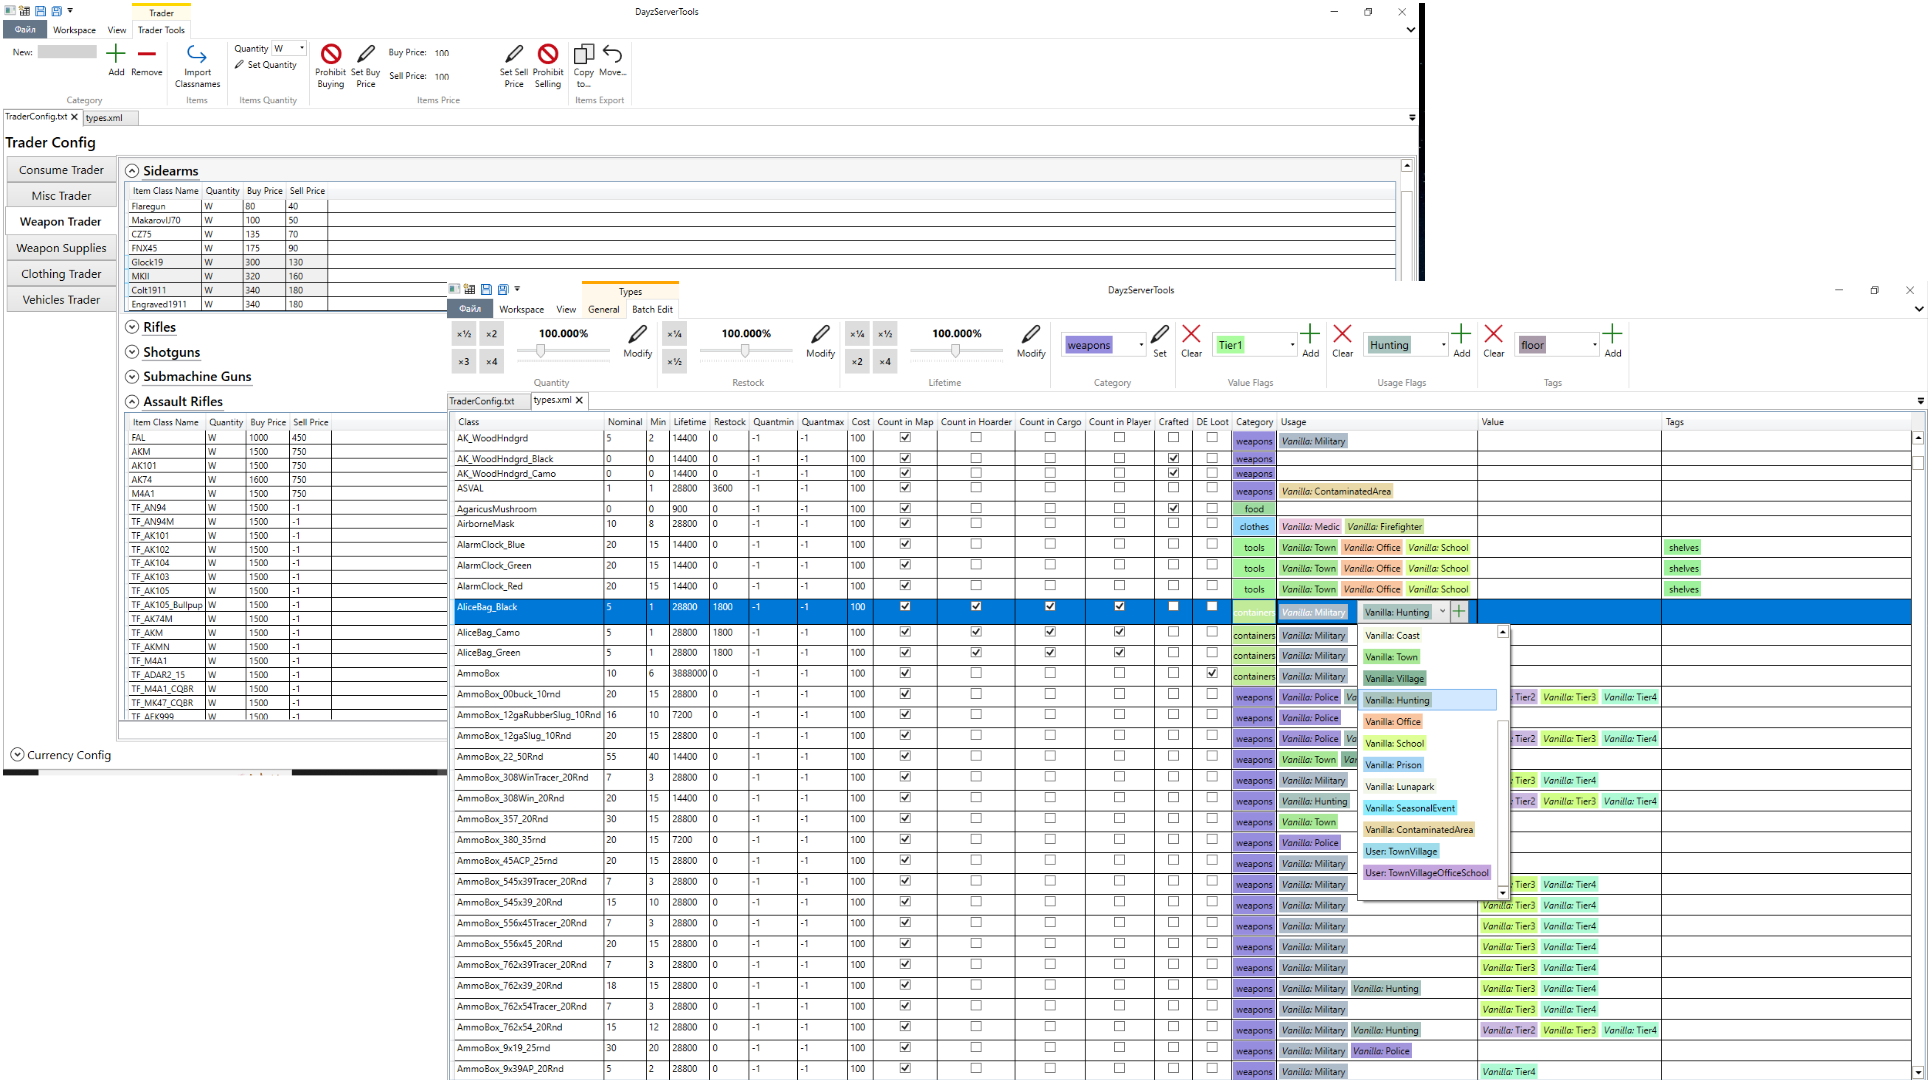 Trader
DayzServerTools
Файл Workspace View Trader Tools
New: Add Remove
Category
Import Classnames
Items
Quantity W
Set Quantity
Items Quantity
Prohibit Buying
Set Buy Price
Buy Price: 100
Sell Price: 100
Set Sell Price
Prohibit Selling
Items Price
Copy to... Move...
Items Export
TraderConfig.txt types.xml
Trader Config
Consume Trader
Misc Trader
Weapon Trader
Weapon Supplies
Clothing Trader
Vehicles Trader
Sidearms
Item Class Name Quantity Buy Price Sell Price
Flaregun W 80 40
MakarovIJ70 W 100 50
CZ75 W 135 70
FNX45 W 175 90
Glock19 W 300 130
MKII W 320 160
Colt1911 W 340 180
Engraved1911 W 340 180
Rifles
Shotguns
Submachine Guns
Assault Rifles
Item Class Name Quantity Buy Price Sell Price
FAL W 1000 450
AKM W 1500 750
AK101 W 1500 750
AK74 W 1600 750
M4A1 W 1500 750
TF_AN94 W 1500 -1
TF_AN94M W 1500 -1
TF_AK101 W 1500 -1
TF_AK102 W 1500 -1
TF_AK104 W 1500 -1
TF_AK103 W 1500 -1
TF_AK105 W 1500 -1
TF_AK105_Bullpup W 1500 -1
TF_AK74M W 1500 -1
TF_AKM W 1500 -1
TF_AKMN W 1500 -1
TF_M4A1 W 1500 -1
TF_ADAR2_15 W 1500 -1
TF_M4A1_CQBR W 1500 -1
TF_MK47_CQBR W 1500 -1
TF_AEK999 W 1500 -1
Currency Config
Types
DayzServerTools
Файл Workspace View General Batch Edit
×½ ×2 ×3 ×4 100.000% Modify
Quantity
×¼ ×½ 100.000% Modify
Restock
×¼ ×½ ×2 ×4 100.000% Modify
Lifetime
weapons Set
Category
Clear Tier1 Add
Value Flags
Clear Hunting Add
Usage Flags
Clear floor Add
Tags
TraderConfig.txt types.xml
Class Nominal Min Lifetime Restock Quantmin Quantmax Cost Count in Map Count in Hoarder Count in Cargo Count in Player Crafted DE Loot Category Usage Value Tags
AK_WoodHndgrd 5 2 14400 0 -1 -1 100 weapons Vanilla: Military
AK_WoodHndgrd_Black 0 0 14400 0 -1 -1 100 weapons
AK_WoodHndgrd_Camo 0 0 14400 0 -1 -1 100 weapons
ASVAL 1 1 28800 3600 -1 -1 100 weapons Vanilla: ContaminatedArea
AgaricusMushroom 0 0 900 0 -1 -1 100 food
AirborneMask 10 8 28800 0 -1 -1 100 clothes Vanilla: Medic Vanilla: Firefighter
AlarmClock_Blue 20 15 14400 0 -1 -1 100 tools Vanilla: Town Vanilla: Office Vanilla: School shelves
AlarmClock_Green 20 15 14400 0 -1 -1 100 tools Vanilla: Town Vanilla: Office Vanilla: School shelves
AlarmClock_Red 20 15 14400 0 -1 -1 100 tools Vanilla: Town Vanilla: Office Vanilla: School shelves
AliceBag_Black 5 1 28800 1800 -1 -1 100 containers Vanilla: Military Vanilla: Hunting
AliceBag_Camo 5 1 28800 1800 -1 -1 100 containers Vanilla: Military
AliceBag_Green 5 1 28800 1800 -1 -1 100 containers Vanilla: Military
AmmoBox 10 6 3888000 0 -1 -1 100 containers Vanilla: Military
AmmoBox_00buck_10rnd 20 15 28800 0 -1 -1 100 weapons Vanilla: Police Tier2 Vanilla: Tier3 Vanilla: Tier4
AmmoBox_12gaRubberSlug_10Rnd 16 10 7200 0 -1 -1 100 weapons Vanilla: Police
AmmoBox_12gaSlug_10Rnd 20 15 28800 0 -1 -1 100 weapons Vanilla: Police Tier2 Vanilla: Tier3 Vanilla: Tier4
AmmoBox_22_50Rnd 55 40 14400 0 -1 -1 100 weapons Vanilla: Town
AmmoBox_308WinTracer_20Rnd 7 3 28800 0 -1 -1 100 weapons Vanilla: Military Tier3 Vanilla: Tier4
AmmoBox_308Win_20Rnd 20 15 14400 0 -1 -1 100 weapons Vanilla: Hunting Tier2 Vanilla: Tier3 Vanilla: Tier4
AmmoBox_357_20Rnd 30 15 28800 0 -1 -1 100 weapons Vanilla: Town
AmmoBox_380_35rnd 20 15 7200 0 -1 -1 100 weapons Vanilla: Police
AmmoBox_45ACP_25rnd 20 15 28800 0 -1 -1 100 weapons Vanilla: Military
AmmoBox_545x39Tracer_20Rnd 7 3 28800 0 -1 -1 100 weapons Vanilla: Military Tier3 Vanilla: Tier4
AmmoBox_545x39_20Rnd 15 10 28800 0 -1 -1 100 weapons Vanilla: Military Vanilla: Tier3 Vanilla: Tier4
AmmoBox_556x45Tracer_20Rnd 7 3 28800 0 -1 -1 100 weapons Vanilla: Military Vanilla: Tier3 Vanilla: Tier4
AmmoBox_556x45_20Rnd 20 15 28800 0 -1 -1 100 weapons Vanilla: Military Vanilla: Tier3 Vanilla: Tier4
AmmoBox_762x39Tracer_20Rnd 7 3 28800 0 -1 -1 100 weapons Vanilla: Military Vanilla: Tier3 Vanilla: Tier4
AmmoBox_762x39_20Rnd 18 15 28800 0 -1 -1 100 weapons Vanilla: Military Vanilla: Hunting Vanilla: Tier3 Vanilla: Tier4
AmmoBox_762x54Tracer_20Rnd 7 3 28800 0 -1 -1 100 weapons Vanilla: Military Vanilla: Tier3 Vanilla: Tier4
AmmoBox_762x54_20Rnd 15 12 28800 0 -1 -1 100 weapons Vanilla: Military Vanilla: Hunting Vanilla: Tier2 Vanilla: Tier3 Vanilla: Tier4
AmmoBox_9x19_25rnd 30 20 28800 0 -1 -1 100 weapons Vanilla: Military Vanilla: Police
AmmoBox_9x39AP_20Rnd 5 2 28800 0 -1 -1 100 weapons Vanilla: Tier4
Vanilla: Coast
Vanilla: Town
Vanilla: Village
Vanilla: Hunting
Vanilla: Office
Vanilla: School
Vanilla: Prison
Vanilla: Lunapark
Vanilla: SeasonalEvent
Vanilla: ContaminatedArea
User: TownVillage
User: TownVillageOfficeSchool